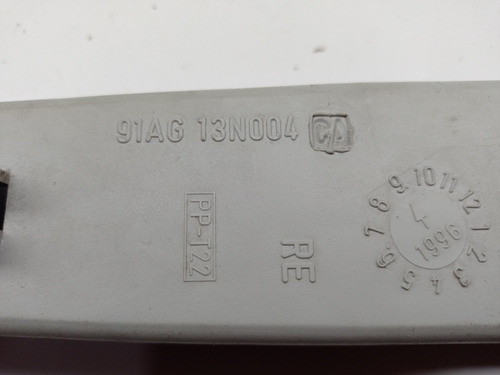 91AG 13N004 CA
PP-T22
RE
1 2 3 4 5 6 7 8 9 10 11 12
1996